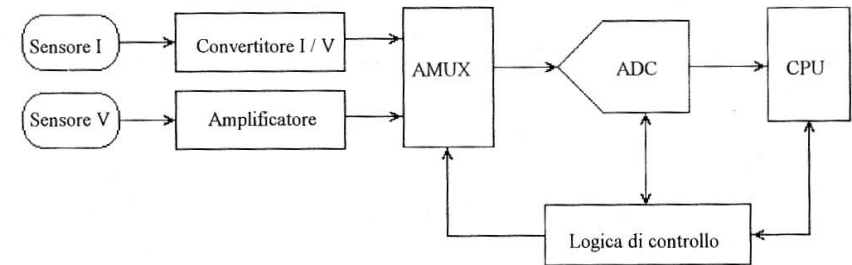 Sensore I
Convertitore I / V
AMUX
ADC
CPU
Sensore V
Amplificatore
Logica di controllo